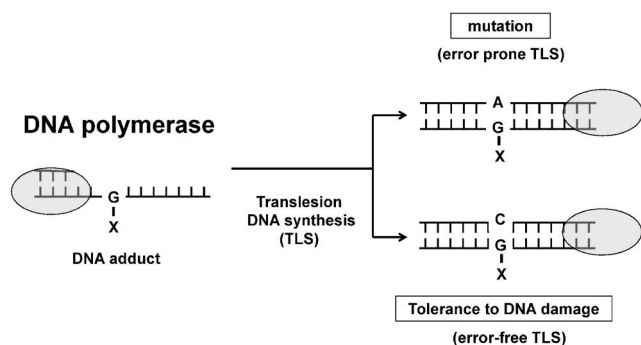 mutation
(error prone TLS)
A
G
X
DNA polymerase
G
X
DNA adduct
Translesion
DNA synthesis
(TLS)
C
G
X
Tolerance to DNA damage
(error-free TLS)